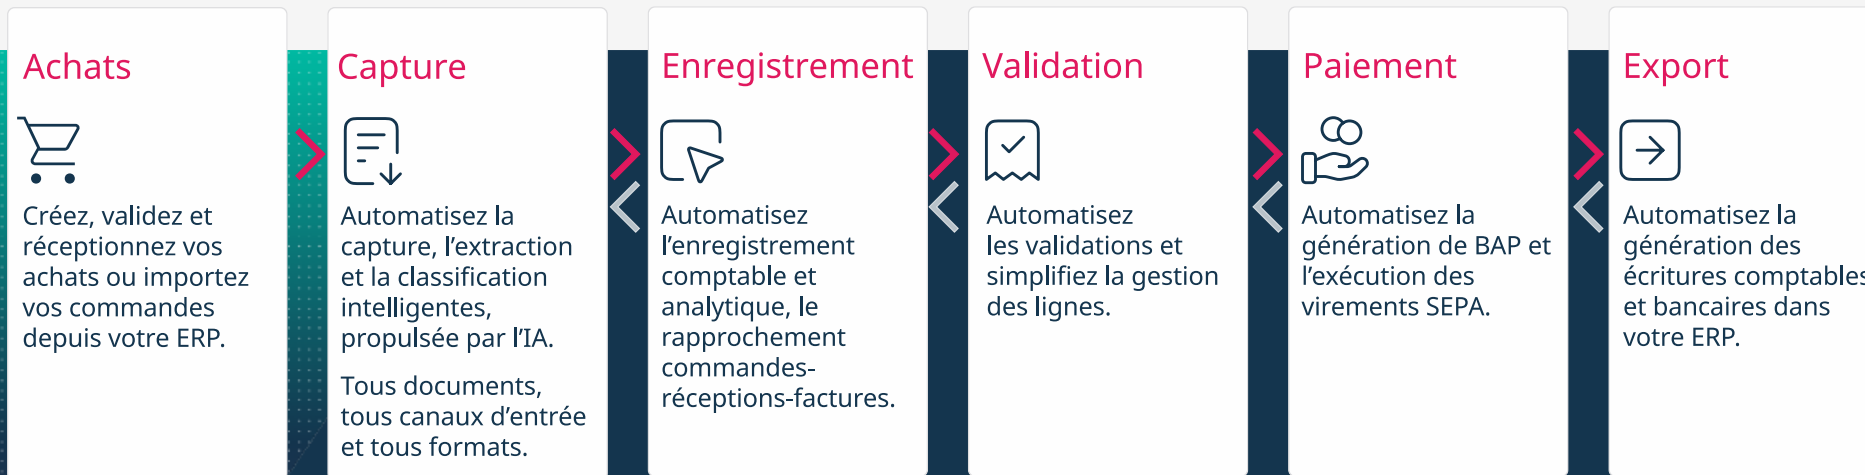 Achats
Créez, validez et
réceptionnez vos
achats ou importez
vos commandes
depuis votre ERP.
Capture
Automatisez la
capture, l’extraction
et la classification
intelligentes,
propulsée par l’IA.
Tous documents,
tous canaux d’entrée
et tous formats.
Enregistrement
Automatisez
l’enregistrement
comptable et
analytique, le
rapprochement
commandes-
réceptions-factures.
Validation
Automatisez
les validations et
simplifiez la gestion
des lignes.
Paiement
Automatisez la
génération de BAP et
l’exécution des
virements SEPA.
Export
Automatisez la
génération des
écritures comptables
et bancaires dans
votre ERP.